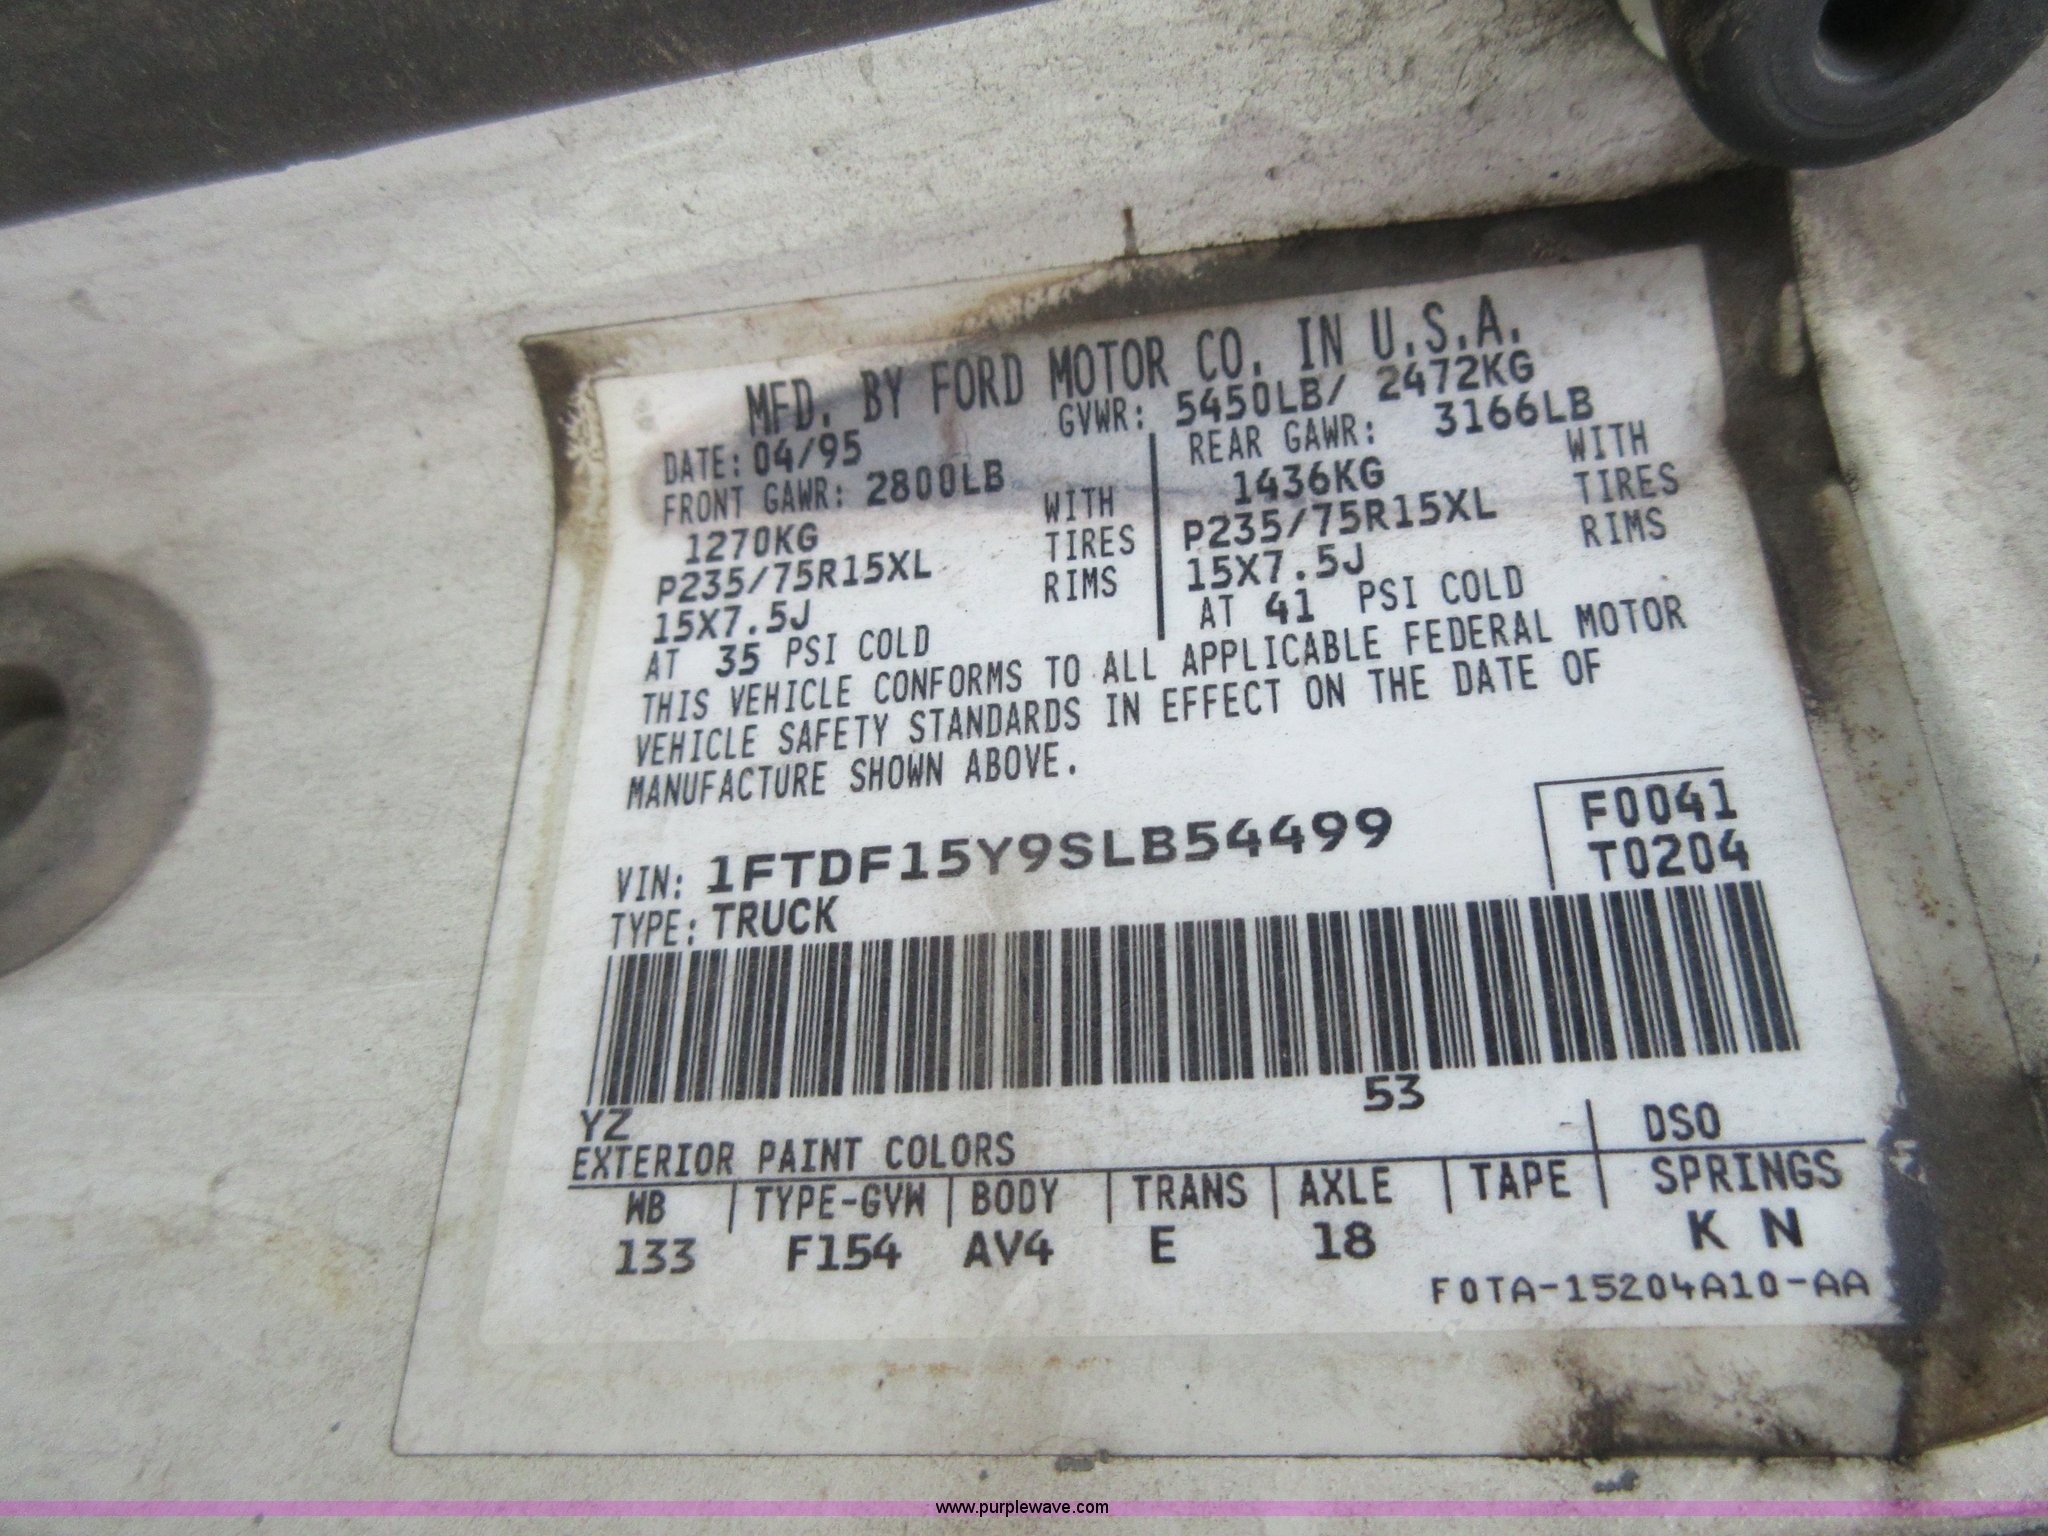 MFD. BY FORD MOTOR CO. IN U.S.A.
DATE: 04/95 GVWR: 5450LB/ 2472KG
FRONT GAWR: 2800LB
1270KG WITH
P235/75R15XL TIRES
15X7.5J RIMS
AT 35 PSI COLD
REAR GAWR: 3166LB
1436KG WITH
P235/75R15XL TIRES
15X7.5J RIMS
AT 41 PSI COLD
THIS VEHICLE CONFORMS TO ALL APPLICABLE FEDERAL MOTOR
VEHICLE SAFETY STANDARDS IN EFFECT ON THE DATE OF
MANUFACTURE SHOWN ABOVE.
F0041
T0204
VIN: 1FTDF15Y9SLB54499
TYPE: TRUCK
53
YZ
EXTERIOR PAINT COLORS DSO
WB | TYPE-GVW | BODY | TRANS | AXLE | TAPE | SPRINGS
133 F154 AV4 E 18 K N
F0TA-15204A10-AA
www.purplewave.com